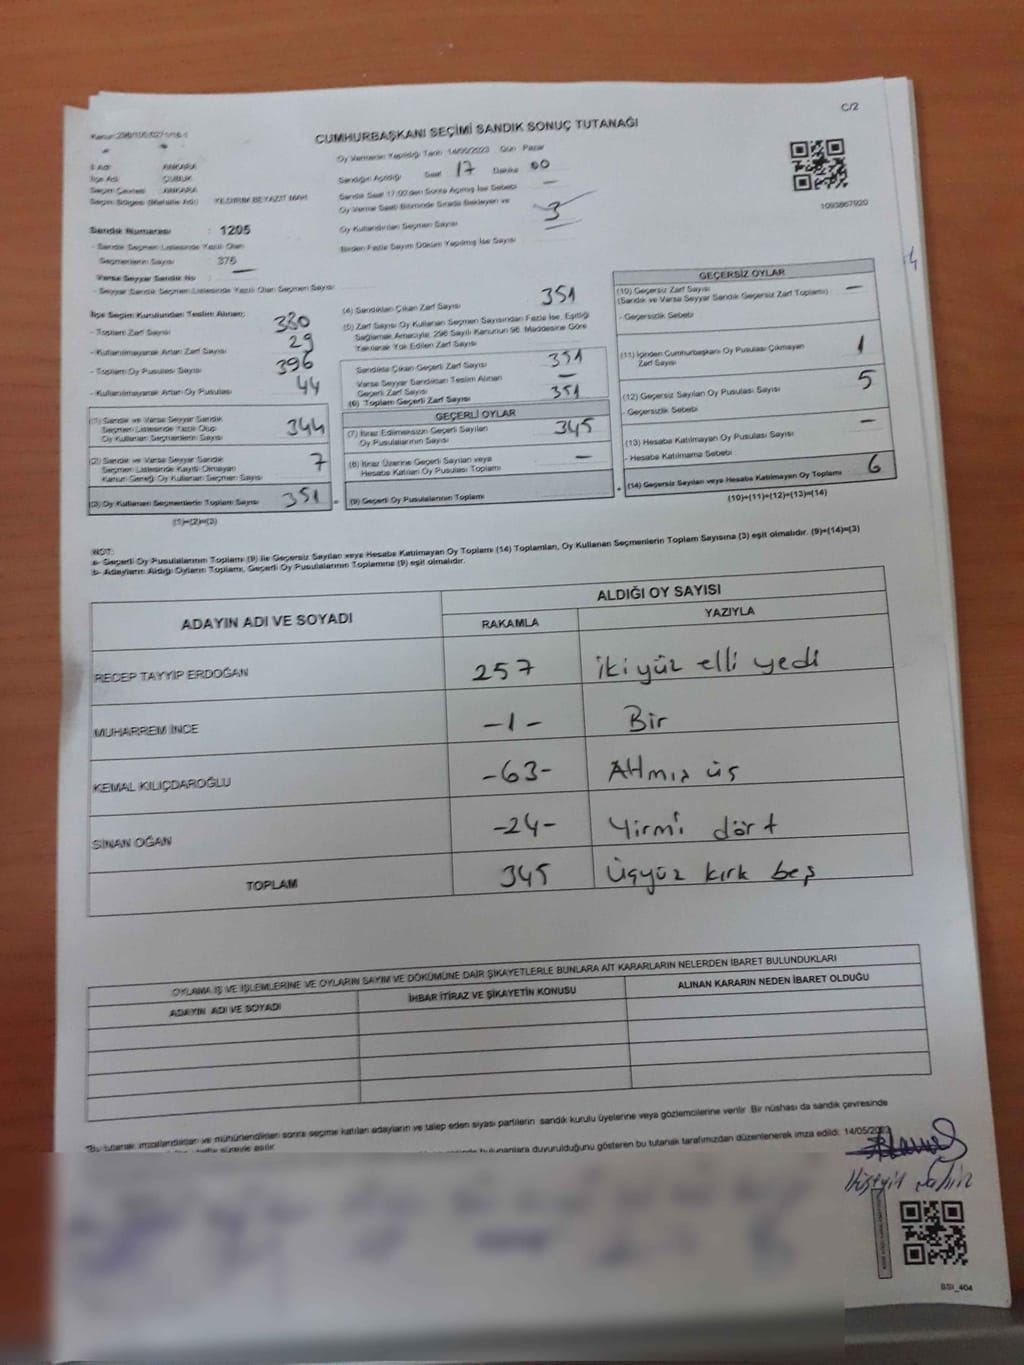 C/2
CUMHURBAŞKANI SEÇİMİ SANDIK SONUÇ TUTANAĞI
Oy Vermenin Yapıldığı Tarih :14/05/2023 Gün Pazar
İl Adı : ANKARA
İlçe Adı : ÇUBUK
Seçim Çevresi : ANKARA
Seçim Bölgesi (Mahalle Adı) YILDIRIM BEYAZIT MAH.
Sandığın Açıldığı Saat 17 Dakika 00
Sandık Saat 17:00'den Sonra Açılmış İse Sebebi —
Oy Verme Saati Bitiminde Sırada Bekleyen ve
Oy Kullandırılan Seçmen Sayısı 3
Birden Fazla Sayım Döküm Yapılmış İse Sayısı
1093867920
Sandık Numarası : 1205
- Sandık Seçmen Listesinde Yazılı Olan
Seçmenlerin Sayısı : 376
Varsa Seyyar Sandık No : —
- Seyyar Sandık Seçmen Listesinde Yazılı Olan Seçmen Sayısı :
İlçe Seçim Kurulundan Teslim Alınan;
- Toplam Zarf Sayısı 380
- Kullanılmayarak Artan Zarf Sayısı 29
- Toplam Oy Pusulası Sayısı 396
- Kullanılmayarak Artan Oy Pusulası 44
(1) Sandık ve Varsa Seyyar Sandık
Seçmen Listesinde Yazılı Olup
Oy Kullanan Seçmenlerin Sayısı 344
(2) Sandık ve Varsa Seyyar Sandık
Seçmen Listesinde Kayıtlı Olmayan
Kanun Gereği Oy Kullanan Seçmen Sayısı 7
(3) Oy Kullanan Seçmenlerin Toplam Sayısı 351
(1)+(2)=(3)
(4) Sandıktan Çıkan Zarf Sayısı 351
(5) Zarf Sayısı Oy Kullanan Seçmen Sayısından Fazla İse, Eşitliği
Sağlamak Amacıyla; 298 Sayılı Kanunun 98. Maddesine Göre
Yakılarak Yok Edilen Zarf Sayısı
Sandıkta Çıkan Geçerli Zarf Sayısı 351
Varsa Seyyar Sandıktan Teslim Alınan
Geçerli Zarf Sayısı —
(6) Toplam Geçerli Zarf Sayısı 351
GEÇERLİ OYLAR
(7) İtiraz Edilmeksizin Geçerli Sayılan
Oy Pusulalarının Sayısı 345
(8) İtiraz Üzerine Geçerli Sayılan veya
Hesaba Katılan Oy Pusulası Toplamı —
= (9) Geçerli Oy Pusulalarının Toplamı
GEÇERSİZ OYLAR
(10) Geçersiz Zarf Sayısı —
(Sandık ve Varsa Seyyar Sandık Geçersiz Zarf Toplamı)
- Geçersizlik Sebebi
(11) İçinden Cumhurbaşkanı Oy Pusulası Çıkmayan
Zarf Sayısı 1
(12) Geçersiz Sayılan Oy Pusulası Sayısı 5
- Geçersizlik Sebebi
(13) Hesaba Katılmayan Oy Pusulası Sayısı —
- Hesaba Katılmama Sebebi
+ (14) Geçersiz Sayılan veya Hesaba Katılmayan Oy Toplamı 6
(10)+(11)+(12)+(13)=(14)
NOT:
a- Geçerli Oy Pusulalarının Toplamı (9) ile Geçersiz Sayılan veya Hesaba Katılmayan Oy Toplamı (14) Toplamları, Oy Kullanan Seçmenlerin Toplam Sayısına (3) eşit olmalıdır. (9)+(14)=(3)
b- Adayların Aldığı Oyların Toplamı, Geçerli Oy Pusulalarının Toplamına (9) eşit olmalıdır.
ADAYIN ADI VE SOYADI
ALDIĞI OY SAYISI
RAKAMLA YAZIYLA
RECEP TAYYİP ERDOĞAN 257 iki yüz elli yedi
MUHARREM İNCE -1- Bir
KEMAL KILIÇDAROĞLU -63- Altmış üç
SİNAN OĞAN -24- Yirmi dört
TOPLAM 345 Üçyüz kırk beş
OYLAMA İŞ VE İŞLEMLERİNE VE OYLARIN SAYIM VE DÖKÜMÜNE DAİR ŞİKAYETLERLE BUNLARA AİT KARARLARIN NELERDEN İBARET BULUNDUKLARI
ADAYIN ADI VE SOYADI İHBAR İTİRAZ VE ŞİKAYETİN KONUSU ALINAN KARARIN NEDEN İBARET OLDUĞU
"Bu tutanak imzalandıktan ve mühürlendikten sonra seçime katılan adayların ve talep eden siyasi partilerin sandık kurulu üyelerine veya gözlemcilerine verilir. Bir nüshası da sandık çevresinde
bulunanlara duyurulduğunu gösteren bu tutanak tarafımızdan düzenlenerek imza edildi. 14/05/2023
Hüseyin Şahin
BSI_404